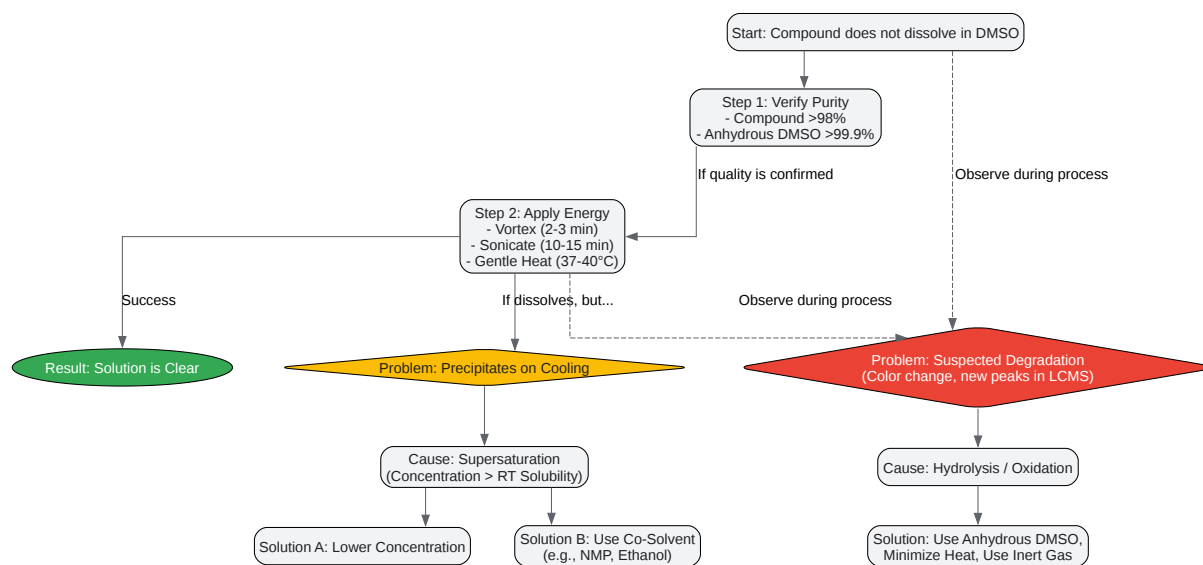 Start: Compound does not dissolve in DMSO
Step 1: Verify Purity
- Compound >98%
- Anhydrous DMSO >99.9%
If quality is confirmed
Observe during process
Step 2: Apply Energy
- Vortex (2-3 min)
- Sonicate (10-15 min)
- Gentle Heat (37-40°C)
Success
If dissolves, but...
Observe during process
Result: Solution is Clear
Problem: Precipitates on Cooling
Problem: Suspected Degradation
(Color change, new peaks in LCMS)
Cause: Supersaturation
(Concentration > RT Solubility)
Cause: Hydrolysis / Oxidation
Solution A: Lower Concentration
Solution B: Use Co-Solvent
(e.g., NMP, Ethanol)
Solution: Use Anhydrous DMSO,
Minimize Heat, Use Inert Gas